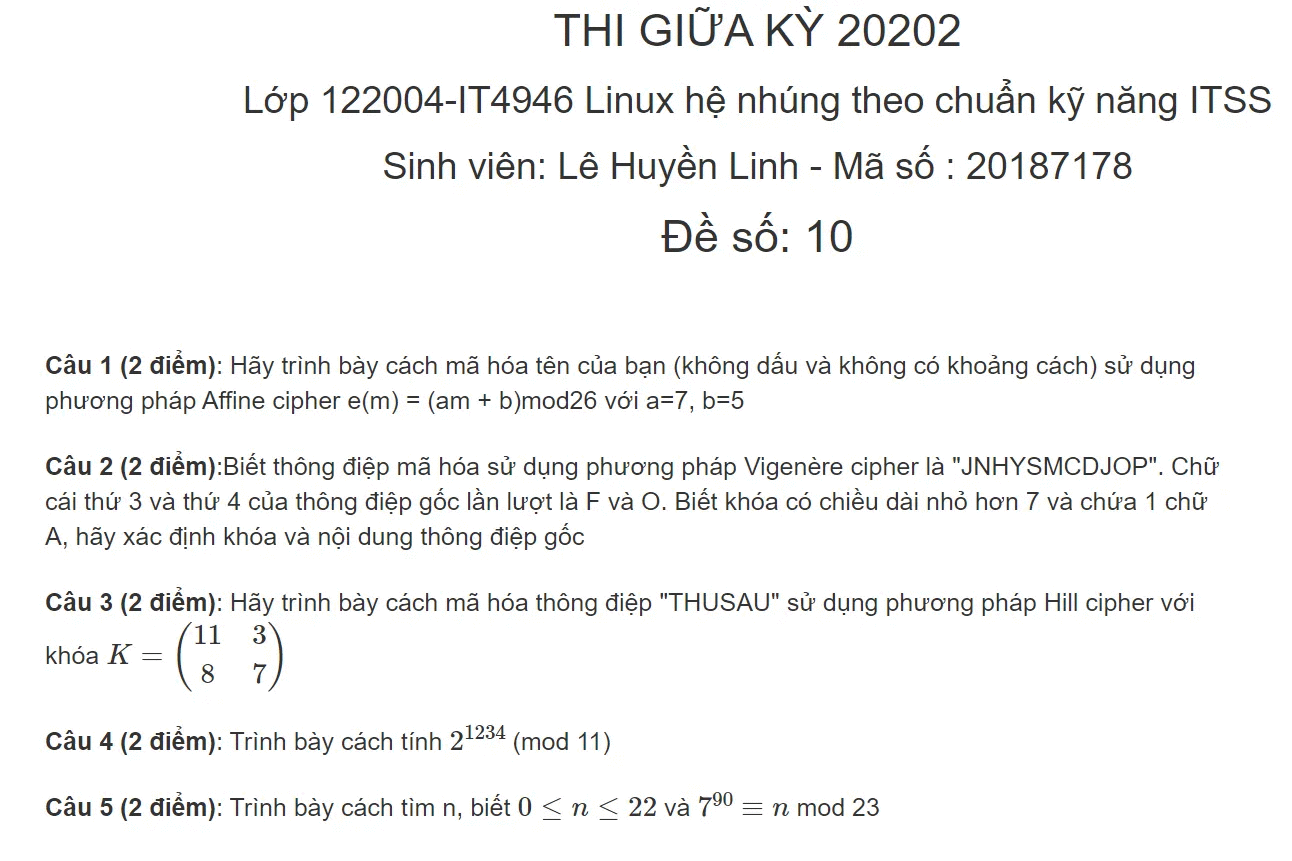 THI GIỮA KỲ 20202
Lớp 122004-IT4946 Linux hệ nhúng theo chuẩn kỹ năng ITSS
Sinh viên: Lê Huyền Linh - Mã số : 20187178
Đề số: 10
Câu 1 (2 điểm): Hãy trình bày cách mã hóa tên của bạn (không dấu và không có khoảng cách) sử dụng
phương pháp Affine cipher e(m) = (am + b)mod26 với a=7, b=5
Câu 2 (2 điểm):Biết thông điệp mã hóa sử dụng phương pháp Vigenère cipher là "JNHYSMCDJOP". Chữ
cái thứ 3 và thứ 4 của thông điệp gốc lần lượt là F và O. Biết khóa có chiều dài nhỏ hơn 7 và chứa 1 chữ
A, hãy xác định khóa và nội dung thông điệp gốc
Câu 3 (2 điểm): Hãy trình bày cách mã hóa thông điệp "THUSAU" sử dụng phương pháp Hill cipher với
khóa K = (11 3
8 7)
Câu 4 (2 điểm): Trình bày cách tính 2^1234 (mod 11)
Câu 5 (2 điểm): Trình bày cách tìm n, biết 0 ≤ n ≤ 22 và 7^90 ≡ n mod 23